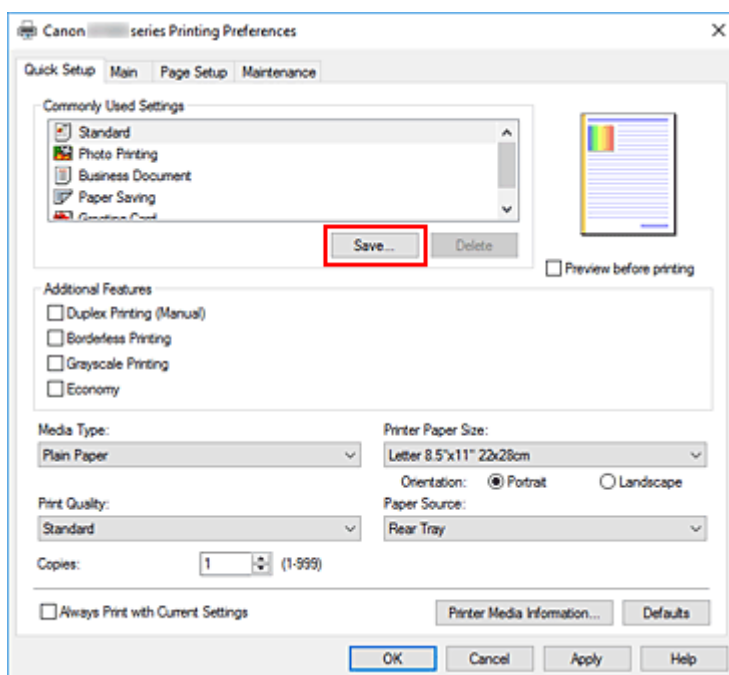 Canon series Printing Preferences
Quick Setup Main Page Setup Maintenance
Commonly Used Settings
Standard
Photo Printing
Business Document
Paper Saving
Greeting Card
Save... Delete
Preview before printing
Additional Features
Duplex Printing (Manual)
Borderless Printing
Grayscale Printing
Economy
Media Type: Printer Paper Size:
Plain Paper Letter 8.5"x11" 22x28cm
Orientation: Portrait Landscape
Print Quality: Paper Source:
Standard Rear Tray
Copies: 1 (1-999)
Always Print with Current Settings Printer Media Information... Defaults
OK Cancel Apply Help